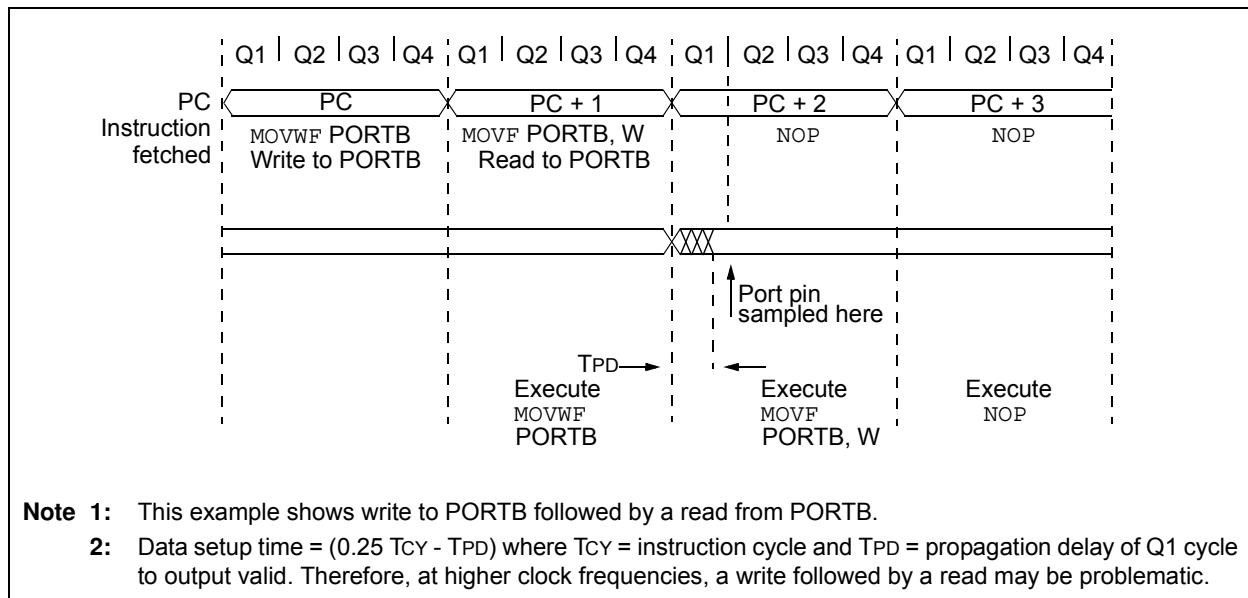 Q1 Q2 Q3 Q4 Q1 Q2 Q3 Q4 Q1 Q2 Q3 Q4 Q1 Q2 Q3 Q4
PC PC PC + 1 PC + 2 PC + 3
Instruction MOVWF PORTB MOVF PORTB, W NOP NOP
fetched Write to PORTB Read to PORTB
Port pin
sampled here
TPD
Execute Execute Execute
MOVWF MOVF NOP
PORTB PORTB, W
Note 1: This example shows write to PORTB followed by a read from PORTB.
2: Data setup time = (0.25 TCY - TPD) where TCY = instruction cycle and TPD = propagation delay of Q1 cycle
to output valid. Therefore, at higher clock frequencies, a write followed by a read may be problematic.